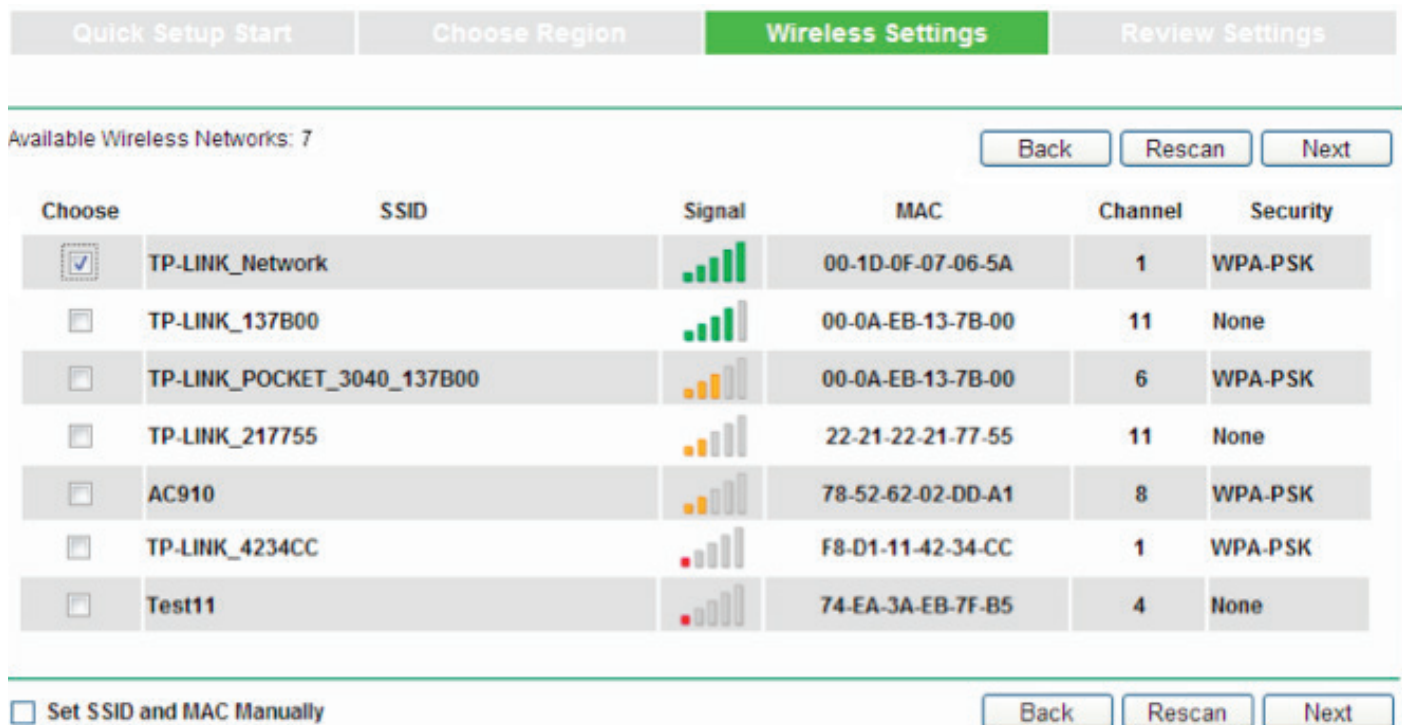 Quick Setup Start Choose Region Wireless Settings Review Settings
Available Wireless Networks: 7 Back Rescan Next
Choose SSID Signal MAC Channel Security
TP-LINK_Network 00-1D-0F-07-06-5A 1 WPA-PSK
TP-LINK_137B00 00-0A-EB-13-7B-00 11 None
TP-LINK_POCKET_3040_137B00 00-0A-EB-13-7B-00 6 WPA-PSK
TP-LINK_217755 22-21-22-21-77-55 11 None
AC910 78-52-62-02-DD-A1 8 WPA-PSK
TP-LINK_4234CC F8-D1-11-42-34-CC 1 WPA-PSK
Test11 74-EA-3A-EB-7F-B5 4 None
Set SSID and MAC Manually Back Rescan Next